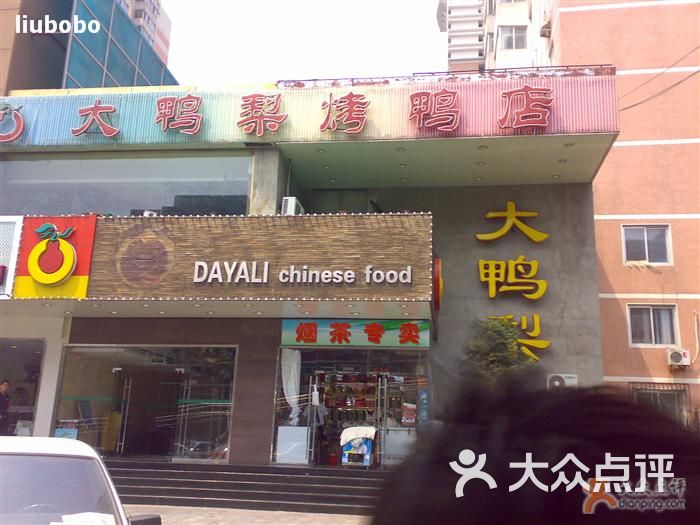 liubobo
大鸭梨烤鸭店
DAYALI chinese food
大鸭梨
烟茶专卖
大众点评
dianping.com